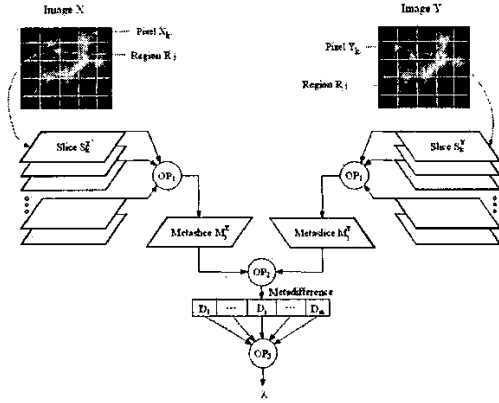 Image X
Image Y
Pixel X_k
Region R_j
Pixel Y_k
Region R_j
Slice S_k^X
Slice S_k^Y
OP_1
OP_1
Metaslice M_j^X
Metaslice M_j^Y
OP_2
Metadifference
D_1 ... D_j ... D_m
OP_3
λ